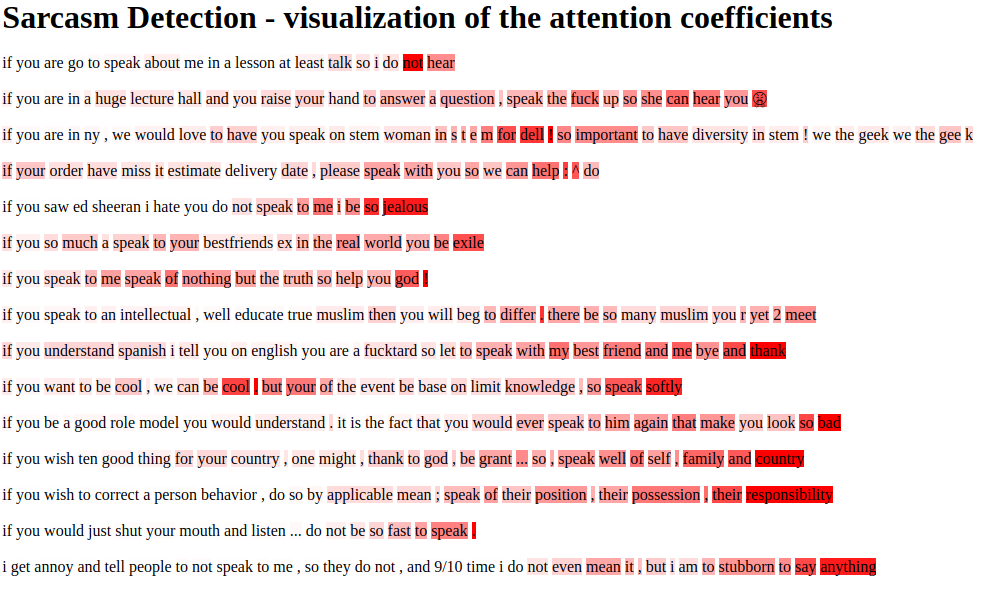 Sarcasm Detection - visualization of the attention coefficients
if you are go to speak about me in a lesson at least talk so i do not hear
if you are in a huge lecture hall and you raise your hand to answer a question , speak the fuck up so she can hear you 😩
if you are in ny , we would love to have you speak on stem woman in s t e m for dell ! so important to have diversity in stem ! we the geek we the gee k
if your order have miss it estimate delivery date , please speak with you so we can help : ^ do
if you saw ed sheeran i hate you do not speak to me i be so jealous
if you so much a speak to your bestfriends ex in the real world you be exile
if you speak to me speak of nothing but the truth so help you god !
if you speak to an intellectual , well educate true muslim then you will beg to differ . there be so many muslim you r yet 2 meet
if you understand spanish i tell you on english you are a fucktard so let to speak with my best friend and me bye and thank
if you want to be cool , we can be cool . but your of the event be base on limit knowledge , so speak softly
if you be a good role model you would understand . it is the fact that you would ever speak to him again that make you look so bad
if you wish ten good thing for your country , one might , thank to god , be grant ... so , speak well of self , family and country
if you wish to correct a person behavior , do so by applicable mean ; speak of their position , their possession , their responsibility
if you would just shut your mouth and listen ... do not be so fast to speak !
i get annoy and tell people to not speak to me , so they do not , and 9/10 time i do not even mean it , but i am to stubborn to say anything